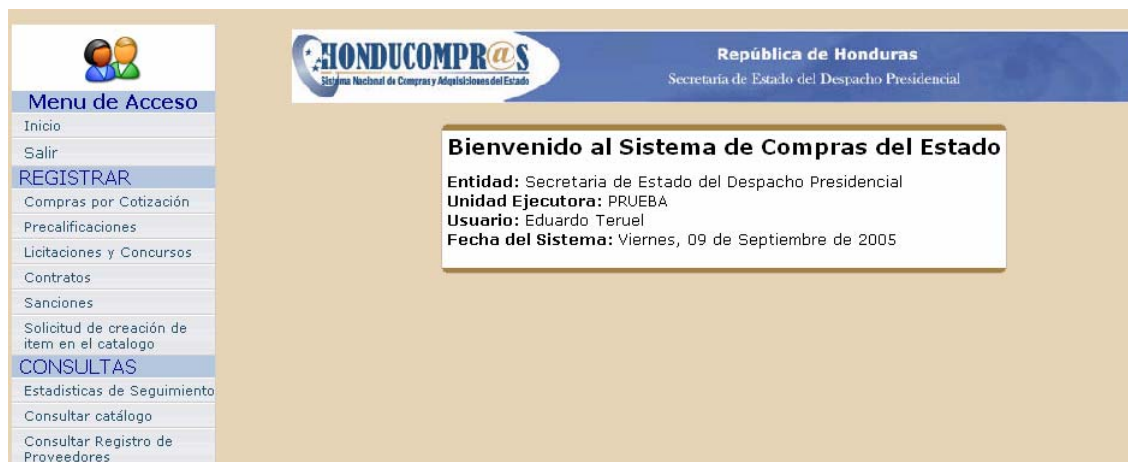 Menu de Acceso
Inicio
Salir
REGISTRAR
Compras por Cotización
Precalificaciones
Licitaciones y Concursos
Contratos
Sanciones
Solicitud de creación de
item en el catalogo
CONSULTAS
Estadisticas de Seguimiento
Consultar catálogo
Consultar Registro de
Proveedores
HONDUCOMPR@S
Sistema Nacional de Compras y Adquisiciones del Estado
República de Honduras
Secretaría de Estado del Despacho Presidencial
Bienvenido al Sistema de Compras del Estado
Entidad: Secretaria de Estado del Despacho Presidencial
Unidad Ejecutora: PRUEBA
Usuario: Eduardo Teruel
Fecha del Sistema: Viernes, 09 de Septiembre de 2005